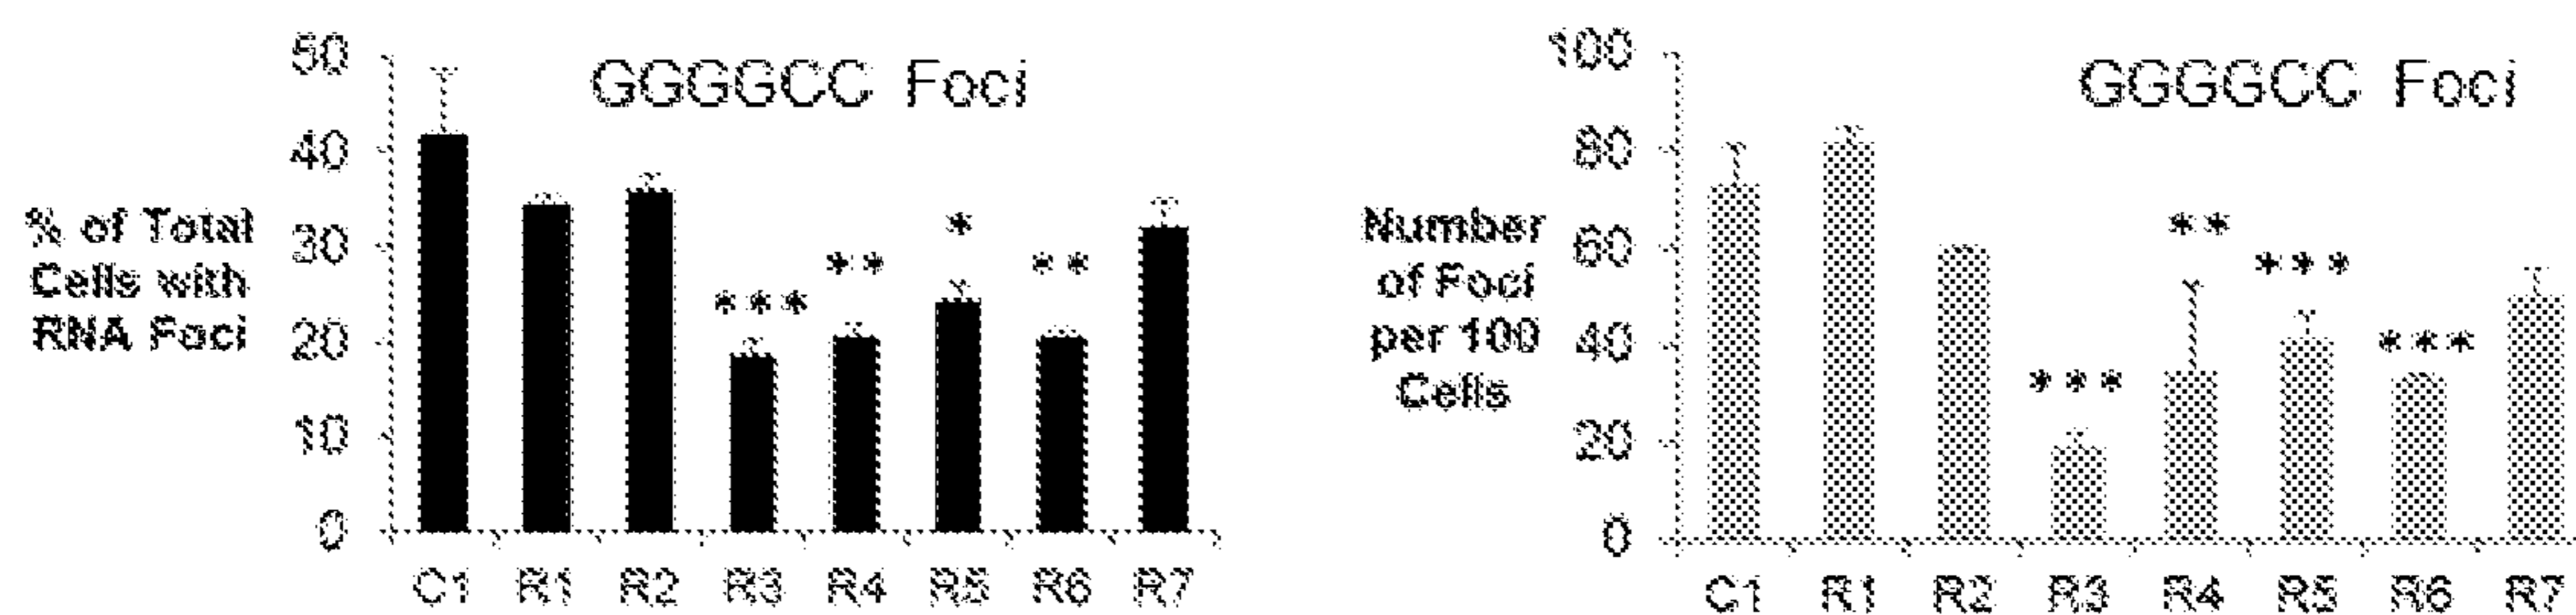 50
GGGGCC Foci
40
% of Total
Cells with
RNA Foci
30
20
10
0
*
**
**
***
C1 R1 R2 R3 R4 R5 R6 R7
100
GGGGCC Foci
80
Number
of Foci
per 100
Cells
60
40
20
0
**
***
***
***
C1 R1 R2 R3 R4 R5 R6 R7